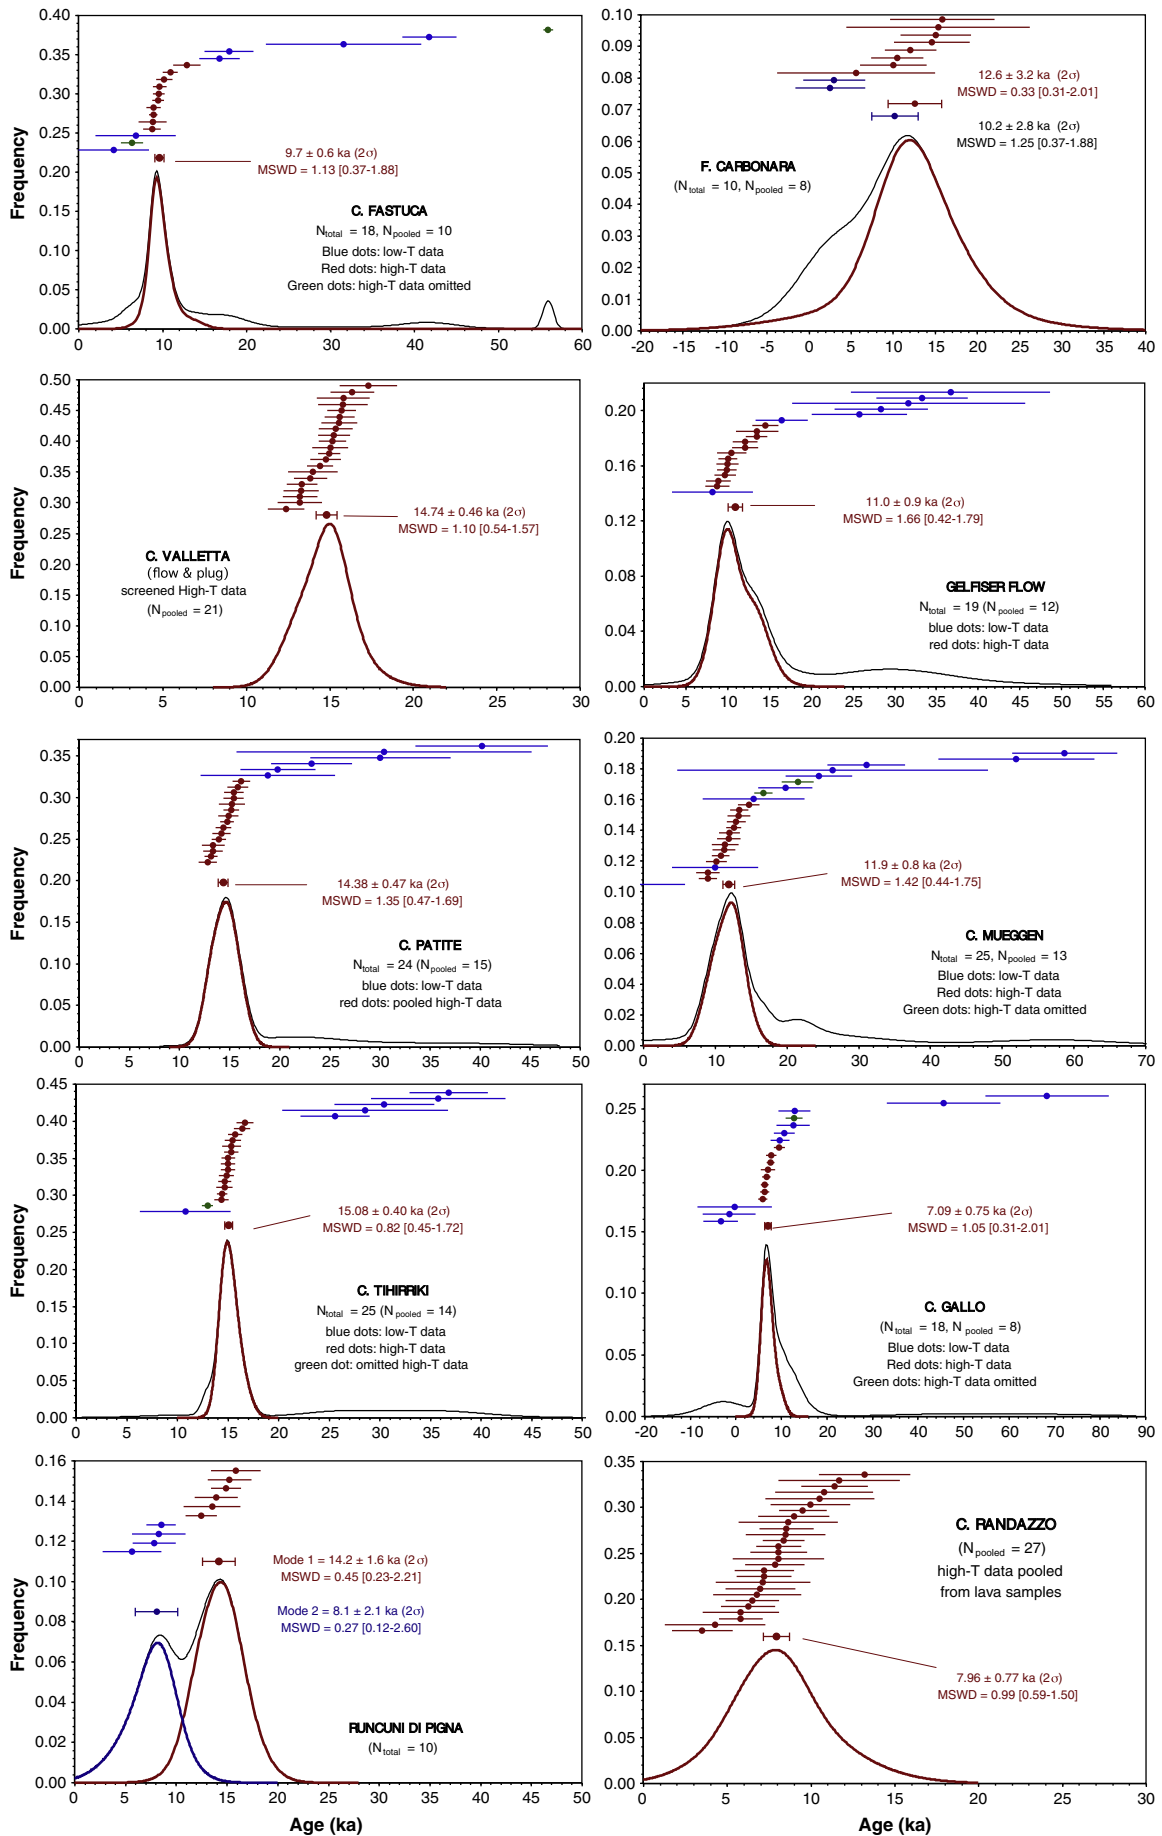 Frequency
0.40
0.35
0.30
0.25
0.20
0.15
0.10
0.05
0.00
0 10 20 30 40 50 60
9.7 ± 0.6 ka (2σ)
MSWD = 1.13 [0.37-1.88]
C. FASTUCA
Ntotal = 18, Npooled = 10
Blue dots: low-T data
Red dots: high-T data
Green dots: high-T data omitted
0.10
0.09
0.08
0.07
0.06
0.05
0.04
0.03
0.02
0.01
0.00
-20 -15 -10 -5 0 5 10 15 20 25 30 35 40
12.6 ± 3.2 ka (2σ)
MSWD = 0.33 [0.31-2.01]
10.2 ± 2.8 ka (2σ)
MSWD = 1.25 [0.37-1.88]
F. CARBONARA
(Ntotal = 10, Npooled = 8)
Frequency
0.50
0.45
0.40
0.35
0.30
0.25
0.20
0.15
0.10
0.05
0.00
0 5 10 15 20 25 30
14.74 ± 0.46 ka (2σ)
MSWD = 1.10 [0.54-1.57]
C. VALLETTA
(flow & plug)
screened High-T data
(Npooled = 21)
0.20
0.16
0.12
0.08
0.04
0.00
0 10 20 30 40 50 60
11.0 ± 0.9 ka (2σ)
MSWD = 1.66 [0.42-1.79]
GELFISER FLOW
Ntotal = 19 (Npooled = 12)
blue dots: low-T data
red dots: high-T data
Frequency
0.35
0.30
0.25
0.20
0.15
0.10
0.05
0.00
0 5 10 15 20 25 30 35 40 45 50
14.38 ± 0.47 ka (2σ)
MSWD = 1.35 [0.47-1.69]
C. PATITE
Ntotal = 24 (Npooled = 15)
blue dots: low-T data
red dots: pooled high-T data
0.20
0.18
0.16
0.14
0.12
0.10
0.08
0.06
0.04
0.02
0.00
0 10 20 30 40 50 60 70
11.9 ± 0.8 ka (2σ)
MSWD = 1.42 [0.44-1.75]
C. MUEGGEN
Ntotal = 25, Npooled = 13
Blue dots: low-T data
Red dots: high-T data
Green dots: high-T data omitted
Frequency
0.45
0.40
0.35
0.30
0.25
0.20
0.15
0.10
0.05
0.00
0 5 10 15 20 25 30 35 40 45 50
15.08 ± 0.40 ka (2σ)
MSWD = 0.82 [0.45-1.72]
C. TIHIRRIKI
Ntotal = 25 (Npooled = 14)
blue dots: low-T data
red dots: high-T data
green dot: omitted high-T data
0.25
0.20
0.15
0.10
0.05
0.00
-20 -10 0 10 20 30 40 50 60 70 80 90
7.09 ± 0.75 ka (2σ)
MSWD = 1.05 [0.31-2.01]
C. GALLO
(Ntotal = 18, N pooled = 8)
Blue dots: low-T data
Red dots: high-T data
Green dots: high-T data omitted
Frequency
0.16
0.14
0.12
0.10
0.08
0.06
0.04
0.02
0.00
0 5 10 15 20 25 30 35 40 45 50
Mode 1 = 14.2 ± 1.6 ka (2σ)
MSWD = 0.45 [0.23-2.21]
Mode 2 = 8.1 ± 2.1 ka (2σ)
MSWD = 0.27 [0.12-2.60]
RUNCUNI DI PIGNA
(Ntotal = 10)
Age (ka)
0.35
0.30
0.25
0.20
0.15
0.10
0.05
0.00
0 5 10 15 20 25 30
C. RANDAZZO
(Npooled = 27)
high-T data pooled
from lava samples
7.96 ± 0.77 ka (2σ)
MSWD = 0.99 [0.59-1.50]
Age (ka)